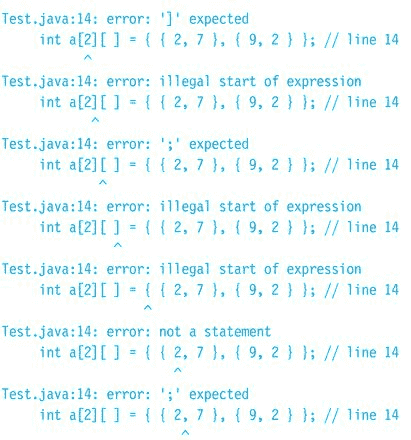 Test.java:14: error: ']' expected
int a[2][ ] = { { 2, 7 }, { 9, 2 } }; // line 14
^
Test.java:14: error: illegal start of expression
int a[2][ ] = { { 2, 7 }, { 9, 2 } }; // line 14
^
Test.java:14: error: ';' expected
int a[2][ ] = { { 2, 7 }, { 9, 2 } }; // line 14
^
Test.java:14: error: illegal start of expression
int a[2][ ] = { { 2, 7 }, { 9, 2 } }; // line 14
^
Test.java:14: error: illegal start of expression
int a[2][ ] = { { 2, 7 }, { 9, 2 } }; // line 14
^
Test.java:14: error: not a statement
int a[2][ ] = { { 2, 7 }, { 9, 2 } }; // line 14
^
Test.java:14: error: ';' expected
int a[2][ ] = { { 2, 7 }, { 9, 2 } }; // line 14
^